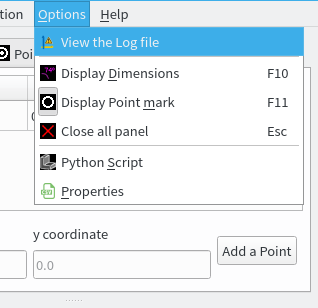 tion Options Help
View the Log file
Poi
Display Dimensions F10
Display Point mark F11
Close all panel Esc
Python Script
Properties
y coordinate
0.0 Add a Point